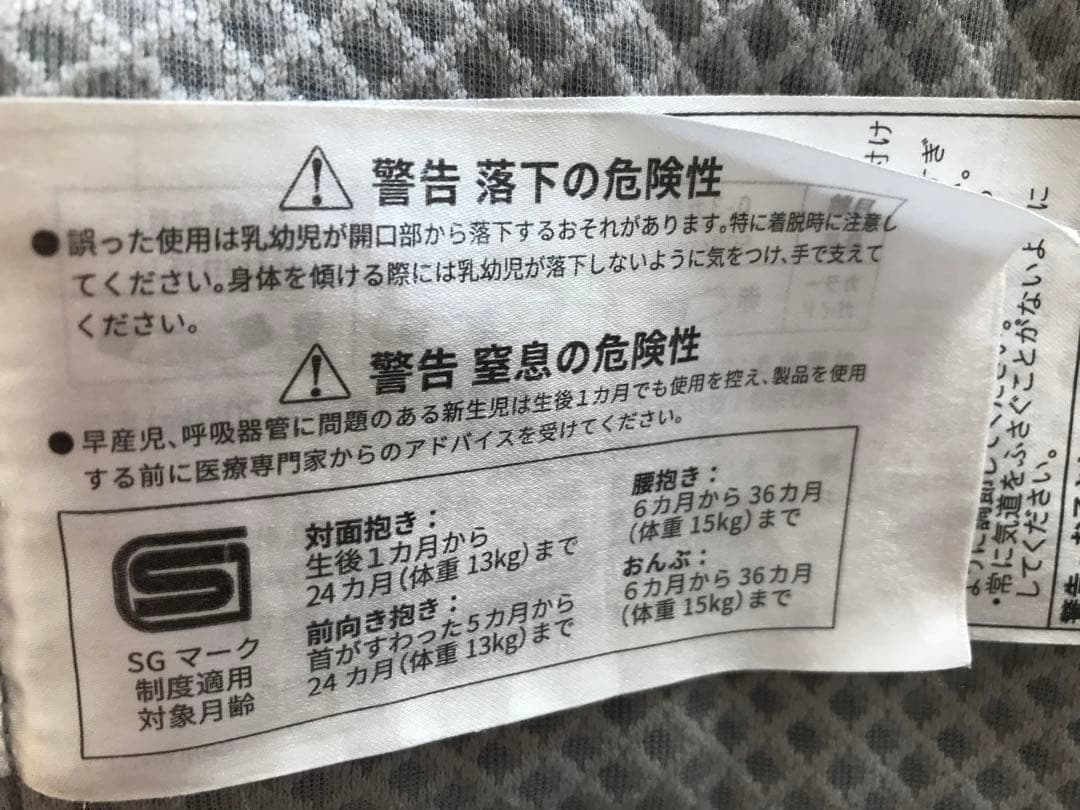 警告 落下の危険性
●誤った使用は乳幼児が開口部から落下するおそれがあります。特に着脱時に注意し
てください。身体を傾ける際には乳幼児が落下しないように気をつけ、手で支えて
ください。
警告 窒息の危険性
●早産児、呼吸器管に問題のある新生児は生後1カ月でも使用を控え、製品を使用
する前に医療専門家からのアドバイスを受けてください。
SG マーク
制度適用
対象月齢
対面抱き：
生後1カ月から
24カ月（体重 13kg）まで
前向き抱き：
首がすわった5カ月から
24カ月（体重 13kg）まで
腰抱き：
6カ月から 36カ月
（体重 15kg）まで
おんぶ：
6カ月から 36カ月
（体重 15kg）まで
・常に気道をふさぐことがないよ
してください。